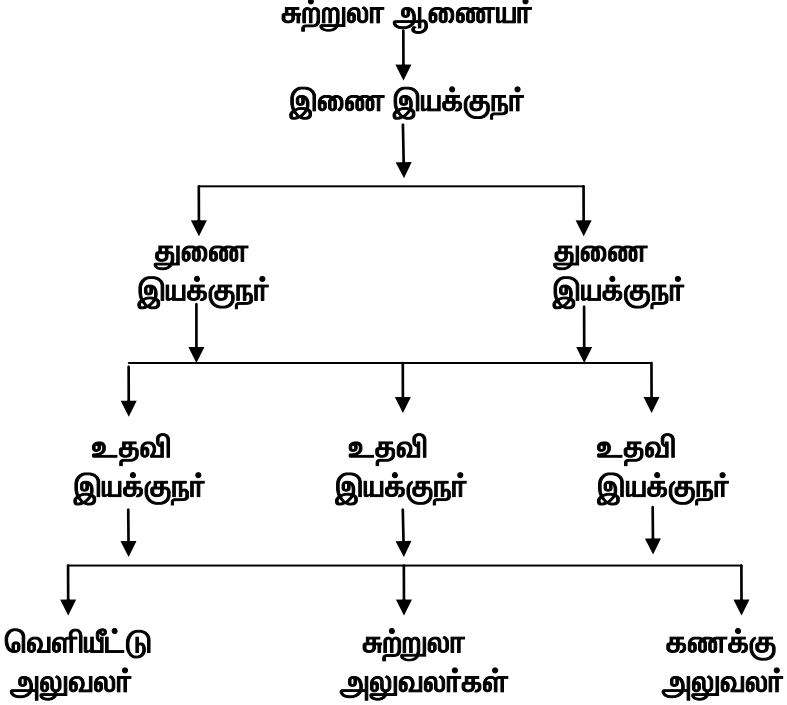 சுற்றுலா ஆணையர்
இணை இயக்குநர்
துணை
இயக்குநர்
துணை
இயக்குநர்
உதவி
இயக்குநர்
உதவி
இயக்குநர்
உதவி
இயக்குநர்
வெளியீட்டு
அலுவலர்
சுற்றுலா
அலுவலர்கள்
கணக்கு
அலுவலர்